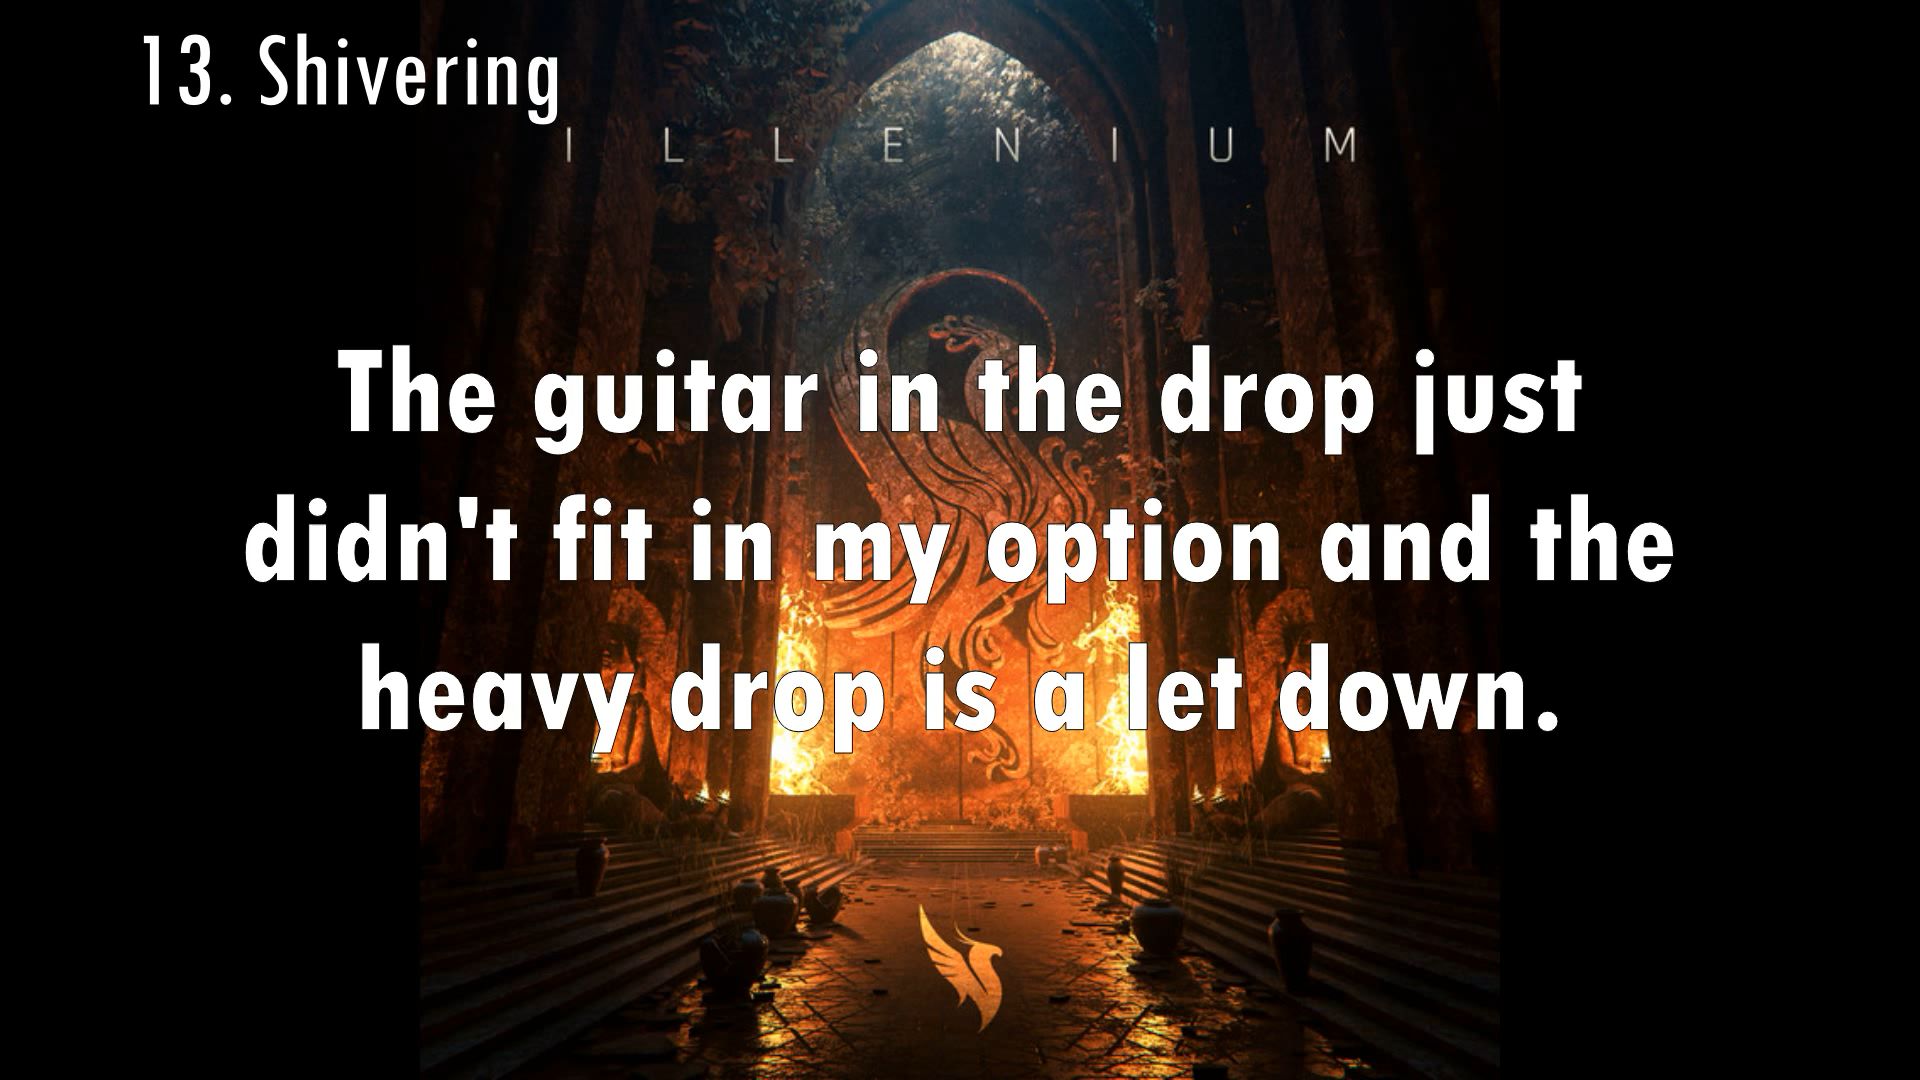 13. Shivering
ILLENIUM
The guitar in the drop just
didn't fit in my option and the
heavy drop is a let down.